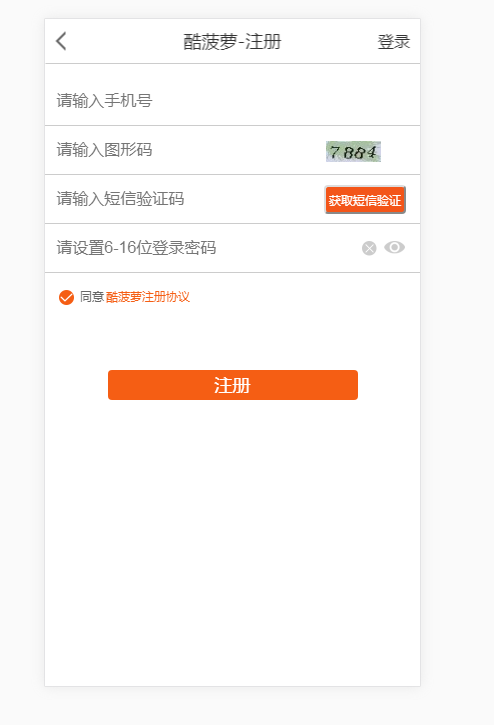 酷菠萝-注册 登录
请输入手机号
请输入图形码 7884
请输入短信验证码 获取短信验证
请设置6-16位登录密码
同意酷菠萝注册协议
注册